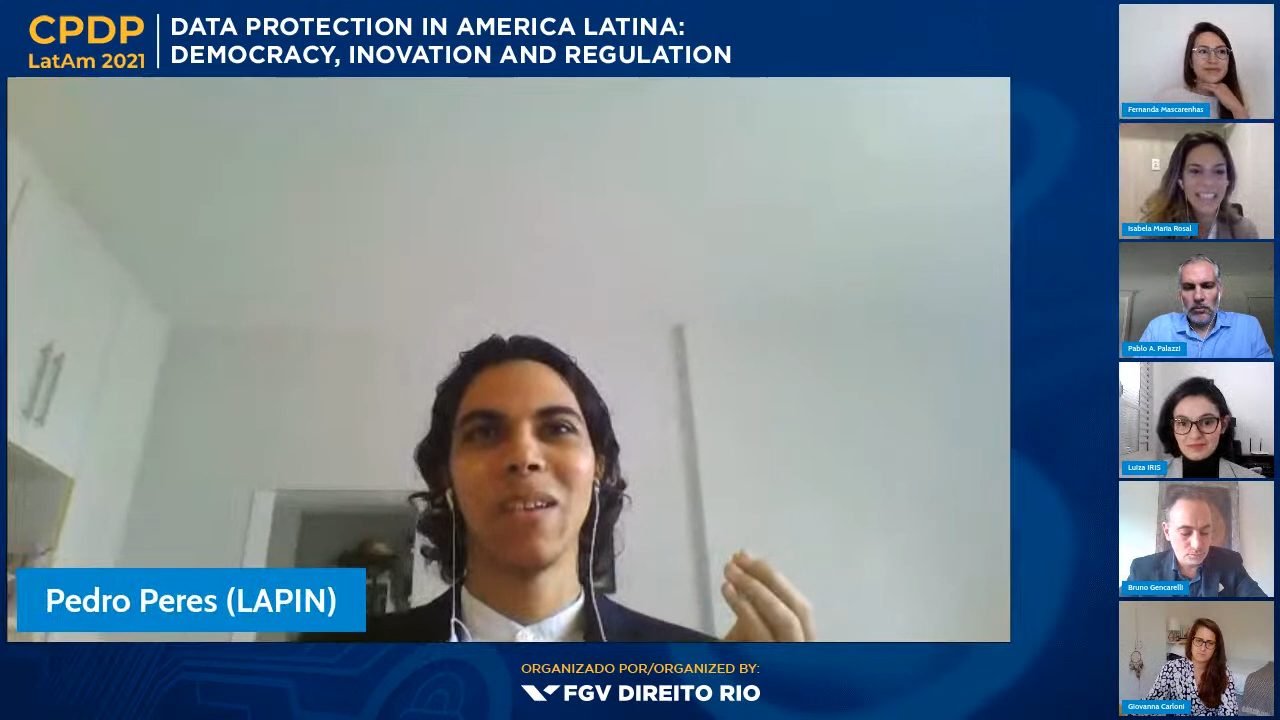 CPDP
LatAm 2021
DATA PROTECTION IN AMERICA LATINA:
DEMOCRACY, INOVATION AND REGULATION
Pedro Peres (LAPIN)
Fernanda Mascarenhas
Isabela Maria Rosal
Pablo A. Palazzi
Luiza IRIS
Bruno Gencarelli
Giovanna Carloni
ORGANIZADO POR/ORGANIZED BY:
FGV DIREITO RIO